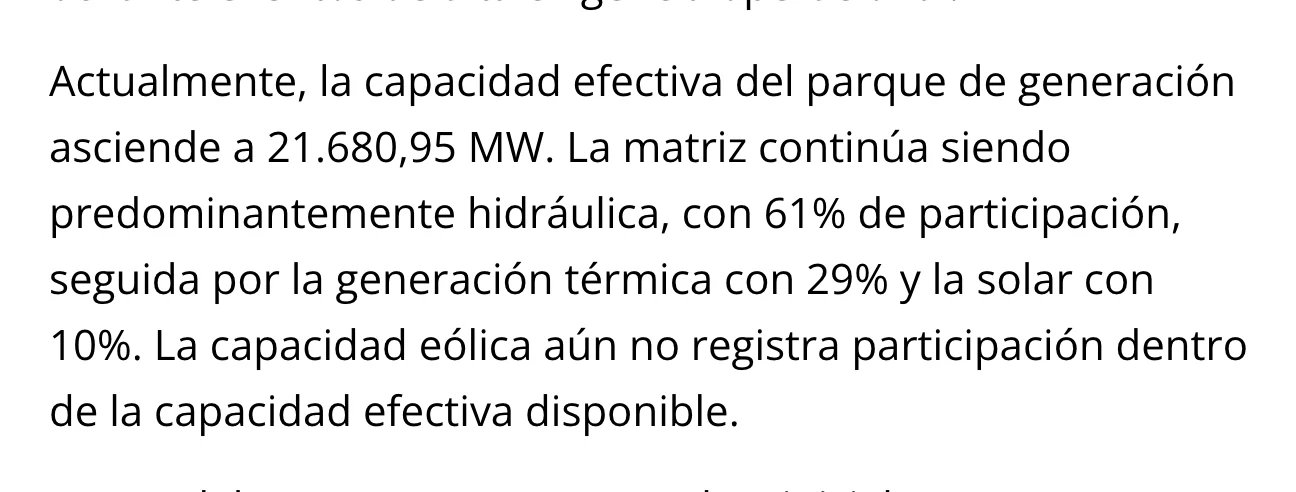 Actualmente, la capacidad efectiva del parque de generación
asciende a 21.680,95 MW. La matriz continúa siendo
predominantemente hidráulica, con 61% de participación,
seguida por la generación térmica con 29% y la solar con
10%. La capacidad eólica aún no registra participación dentro
de la capacidad efectiva disponible.